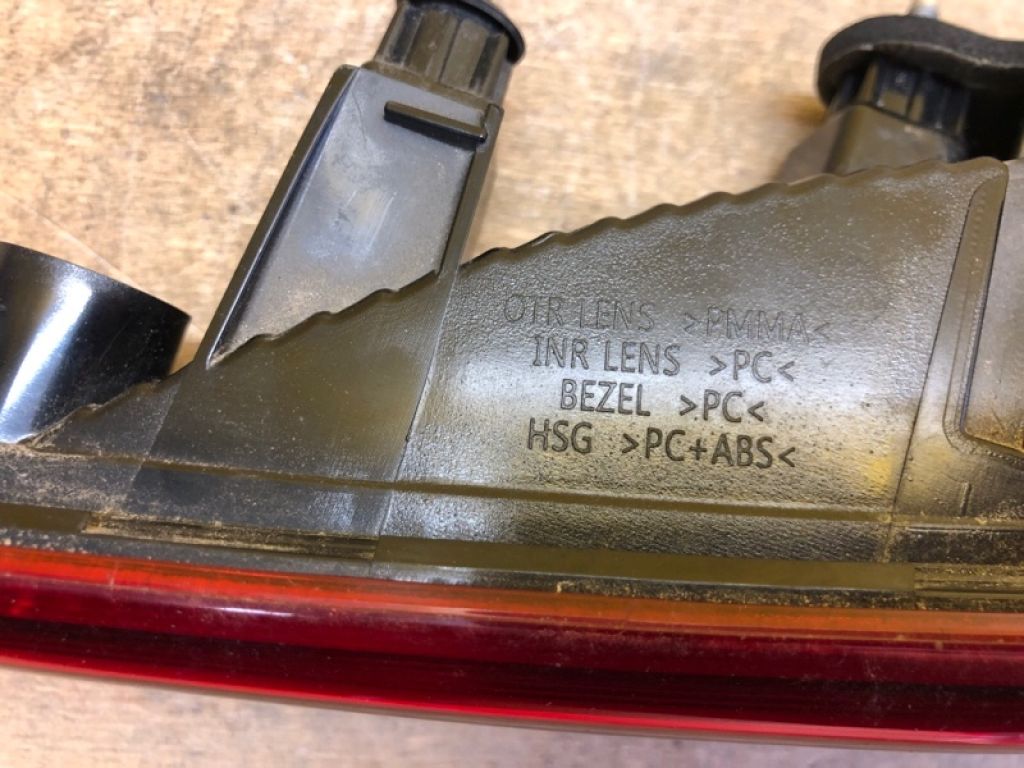 OTR LENS >PMMA<
INR LENS >PC<
BEZEL >PC<
HSG >PC+ABS<